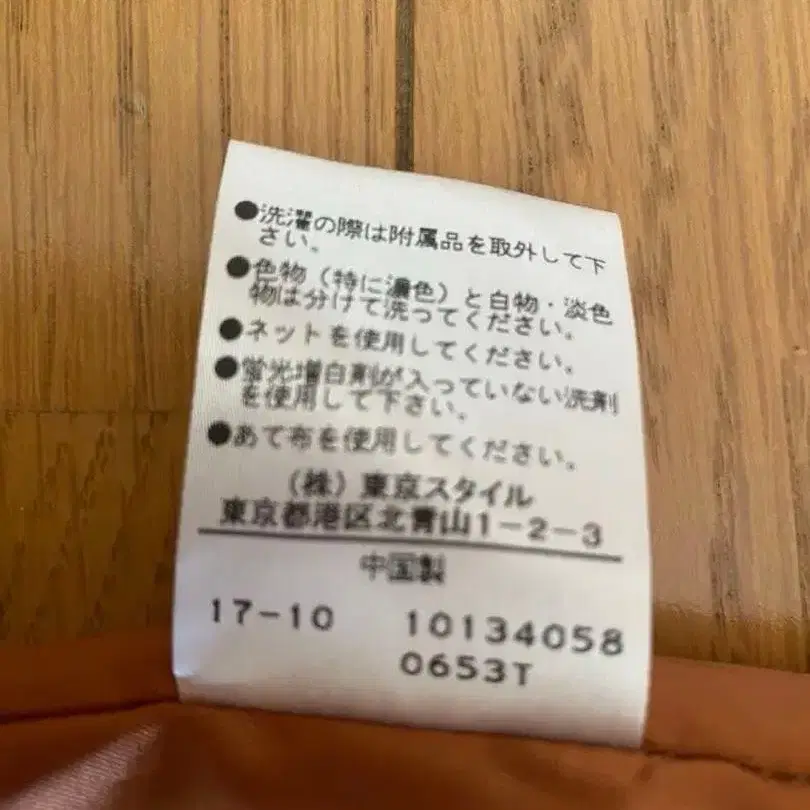 ●洗濯の際は附属品を取外して下
さい。
●色物（特に濃色）と白物・淡色
物は分けて洗ってください。
●ネットを使用してください。
●蛍光増白剤が入っていない洗剤
を使用して下さい。
●あて布を使用してください。
（株）東京スタイル
東京都港区北青山1-2-3
中国製
17-10 10134058
0653T